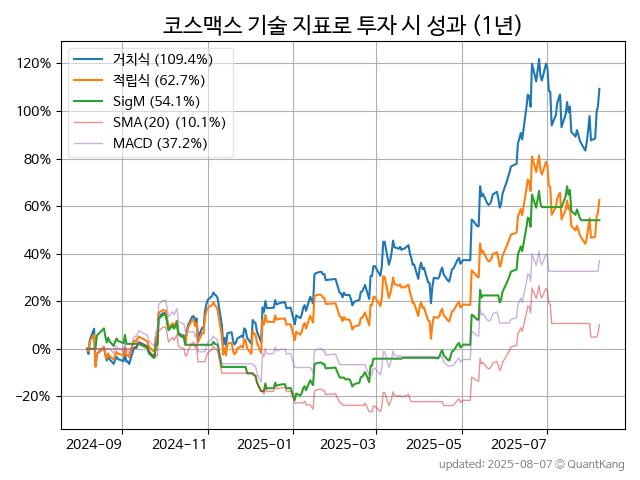 코스맥스 기술 지표로 투자 시 성과 (1년)
거치식 (109.4%)
적립식 (62.7%)
SigM (54.1%)
SMA(20) (10.1%)
MACD (37.2%)
120%
100%
80%
60%
40%
20%
0%
−20%
2024-09
2024-11
2025-01
2025-03
2025-05
2025-07
updated: 2025-08-07 © QuantKang